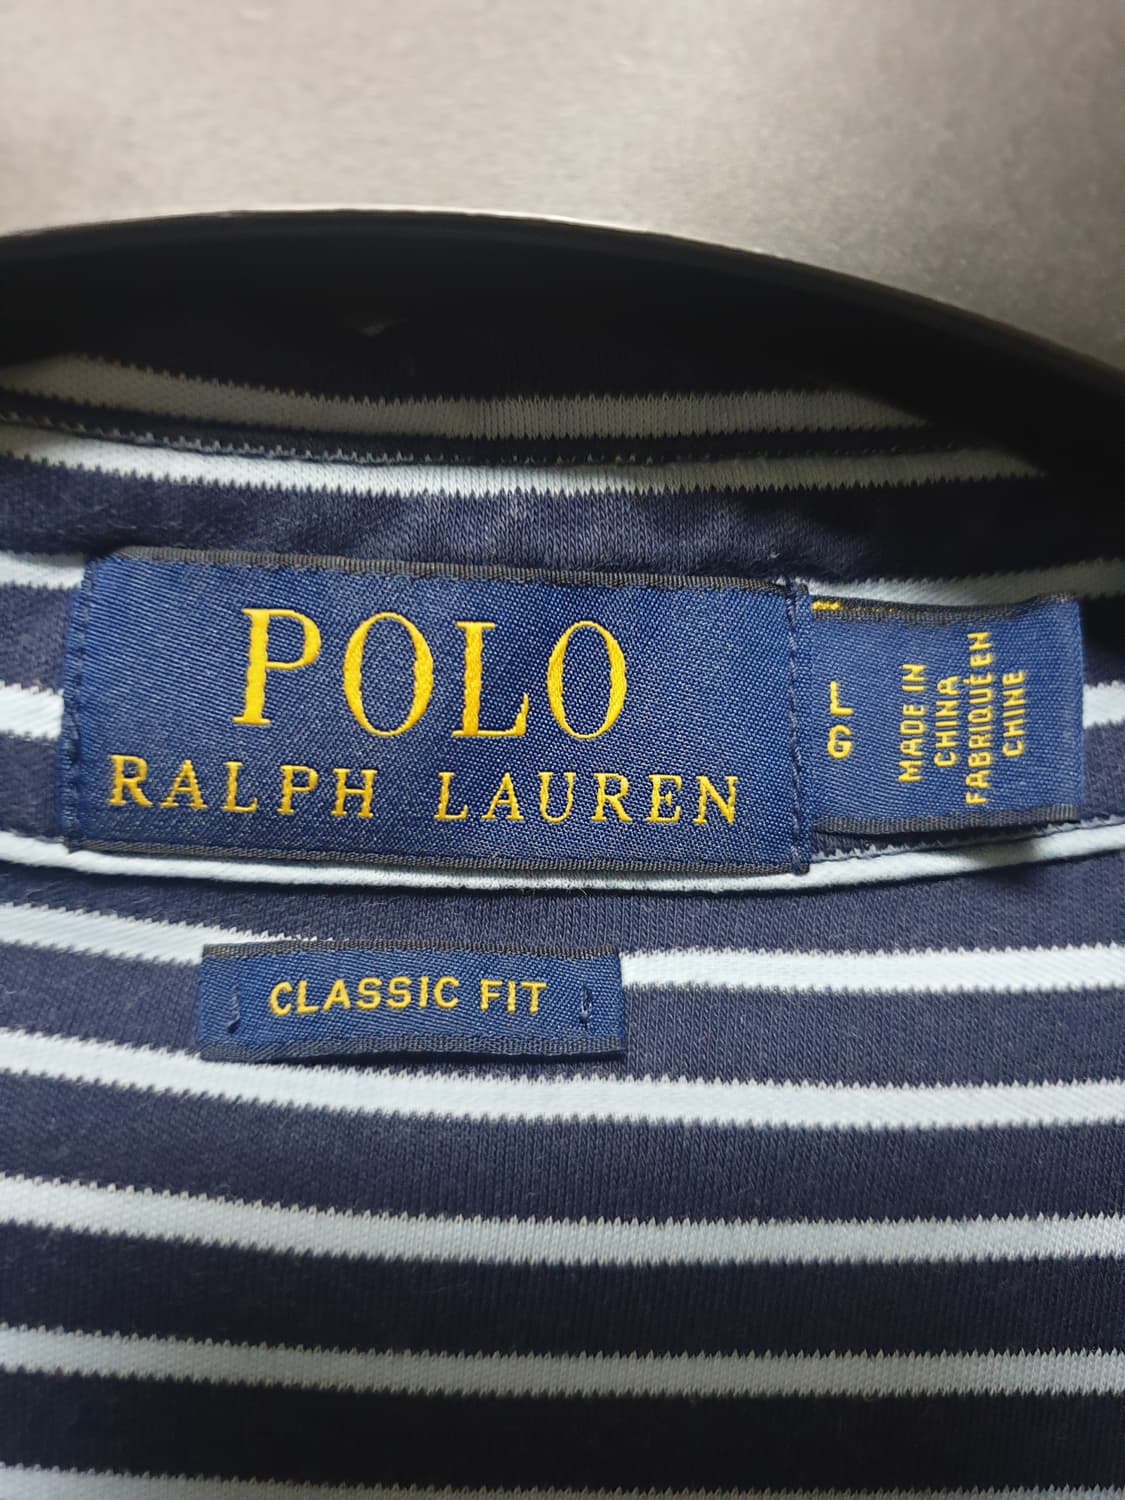 POLO
RALPH LAUREN
L
G
MADE IN
CHINA
FABRIQUÉ EN
CHINE
CLASSIC FIT